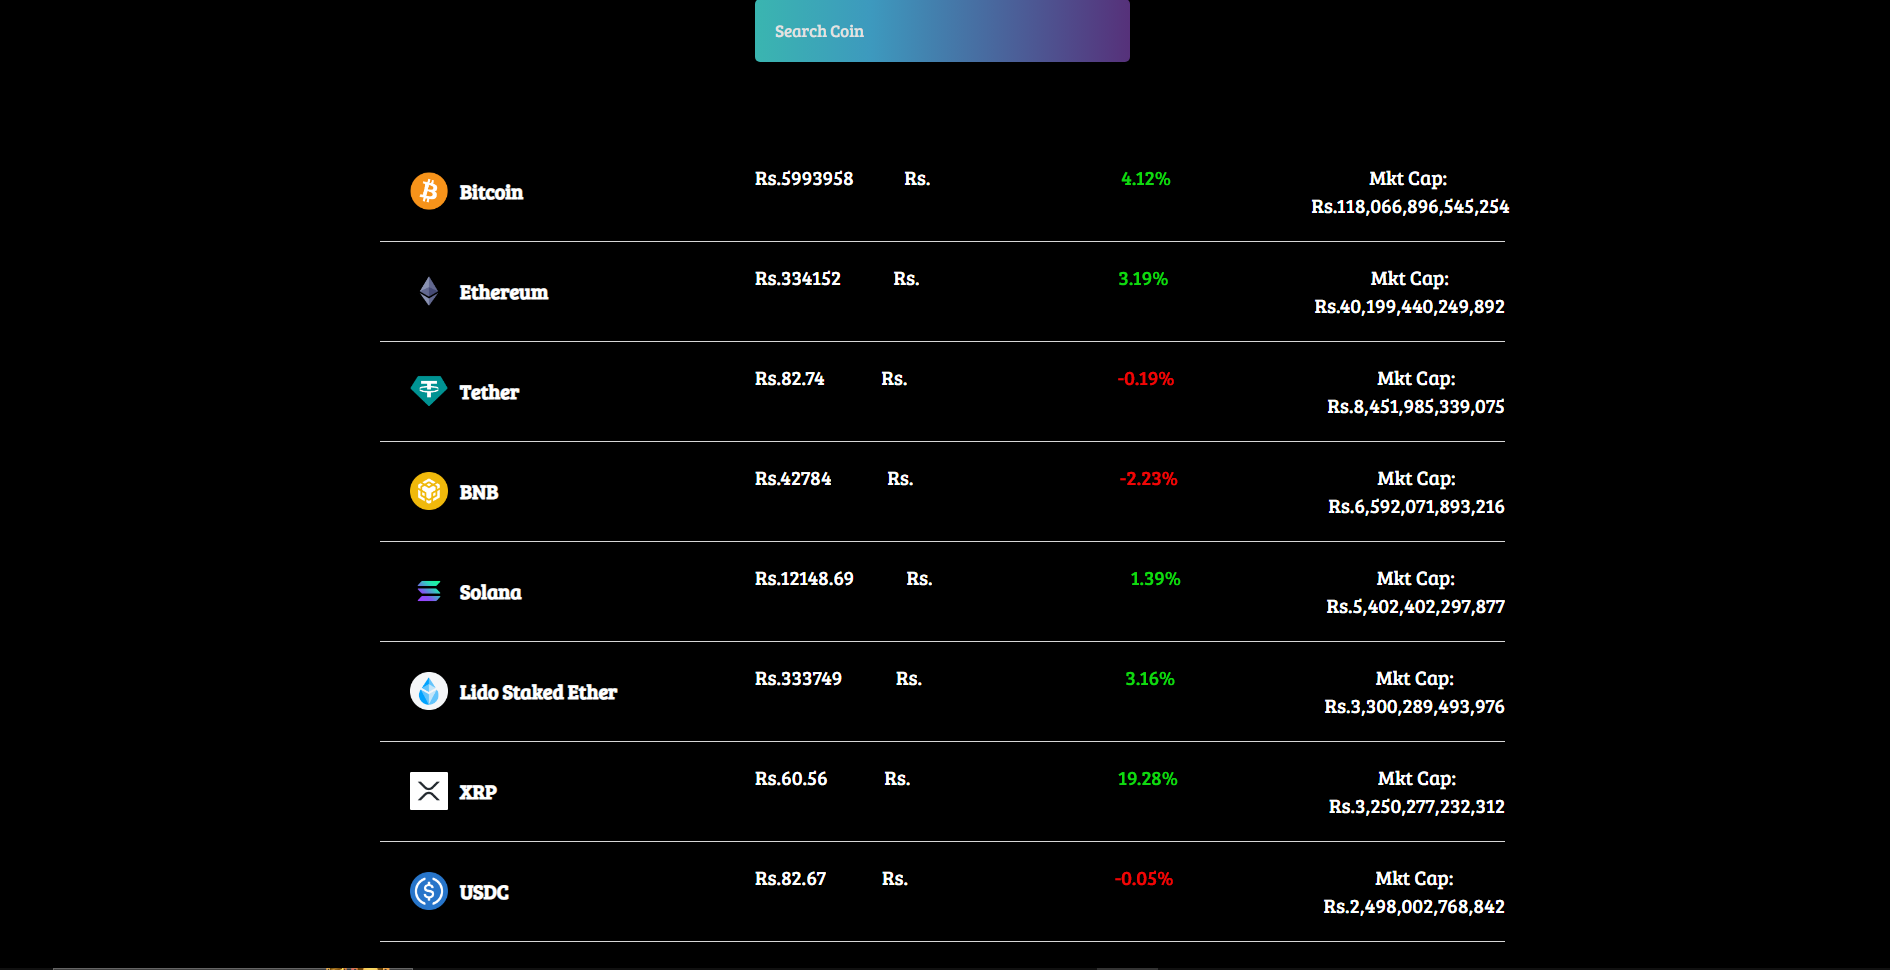 Search Coin
Bitcoin Rs.5993958 Rs. 4.12% Mkt Cap:
Rs.118,066,896,545,254
Ethereum Rs.334152 Rs. 3.19% Mkt Cap:
Rs.40,199,440,249,892
Tether Rs.82.74 Rs. -0.19% Mkt Cap:
Rs.8,451,985,339,075
BNB Rs.42784 Rs. -2.23% Mkt Cap:
Rs.6,592,071,893,216
Solana Rs.12148.69 Rs. 1.39% Mkt Cap:
Rs.5,402,402,297,877
Lido Staked Ether Rs.333749 Rs. 3.16% Mkt Cap:
Rs.3,300,289,493,976
XRP Rs.60.56 Rs. 19.28% Mkt Cap:
Rs.3,250,277,232,312
USDC Rs.82.67 Rs. -0.05% Mkt Cap:
Rs.2,498,002,768,842